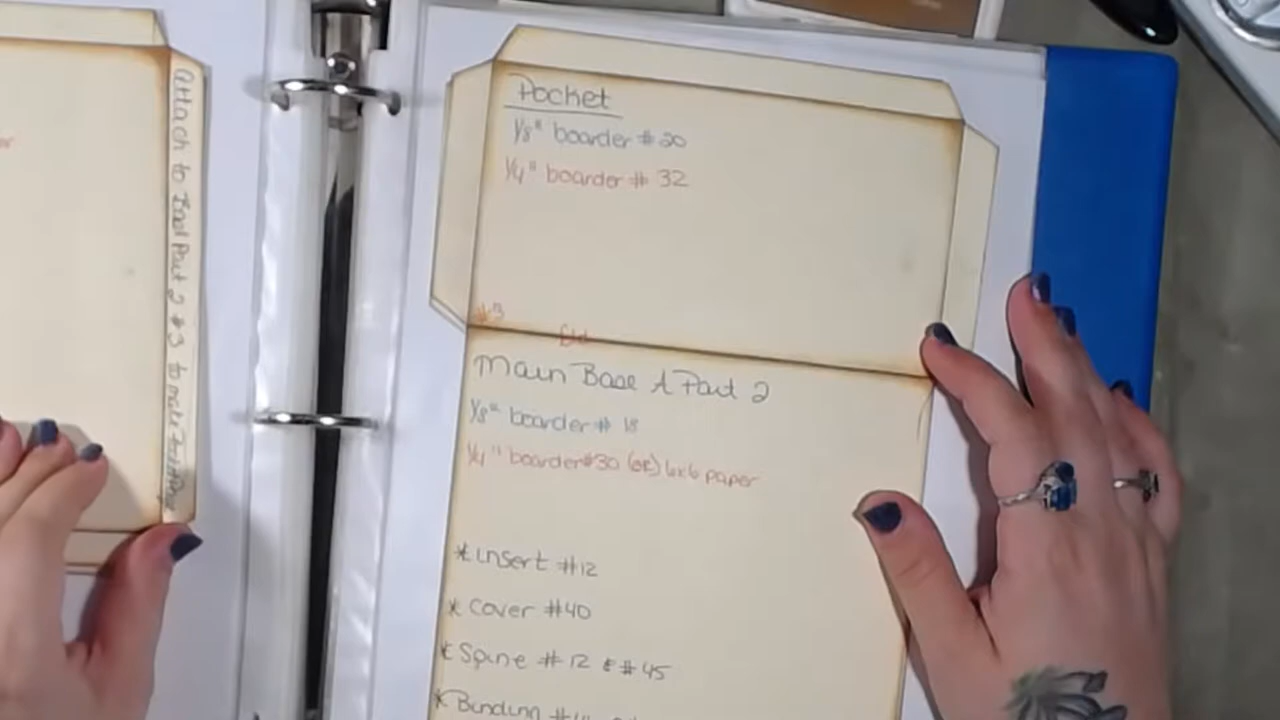 Attach to Base Part 2 #3 to make
Pocket
1/8" boarder #20
1/4" boarder # 32
#3
Main Base A Part 2
1/8" boarder # 18
1/4" boarder #30 (OR) 6x6 paper
* Insert #12
* Cover #40
* Spine # 12 & #45
* Binding